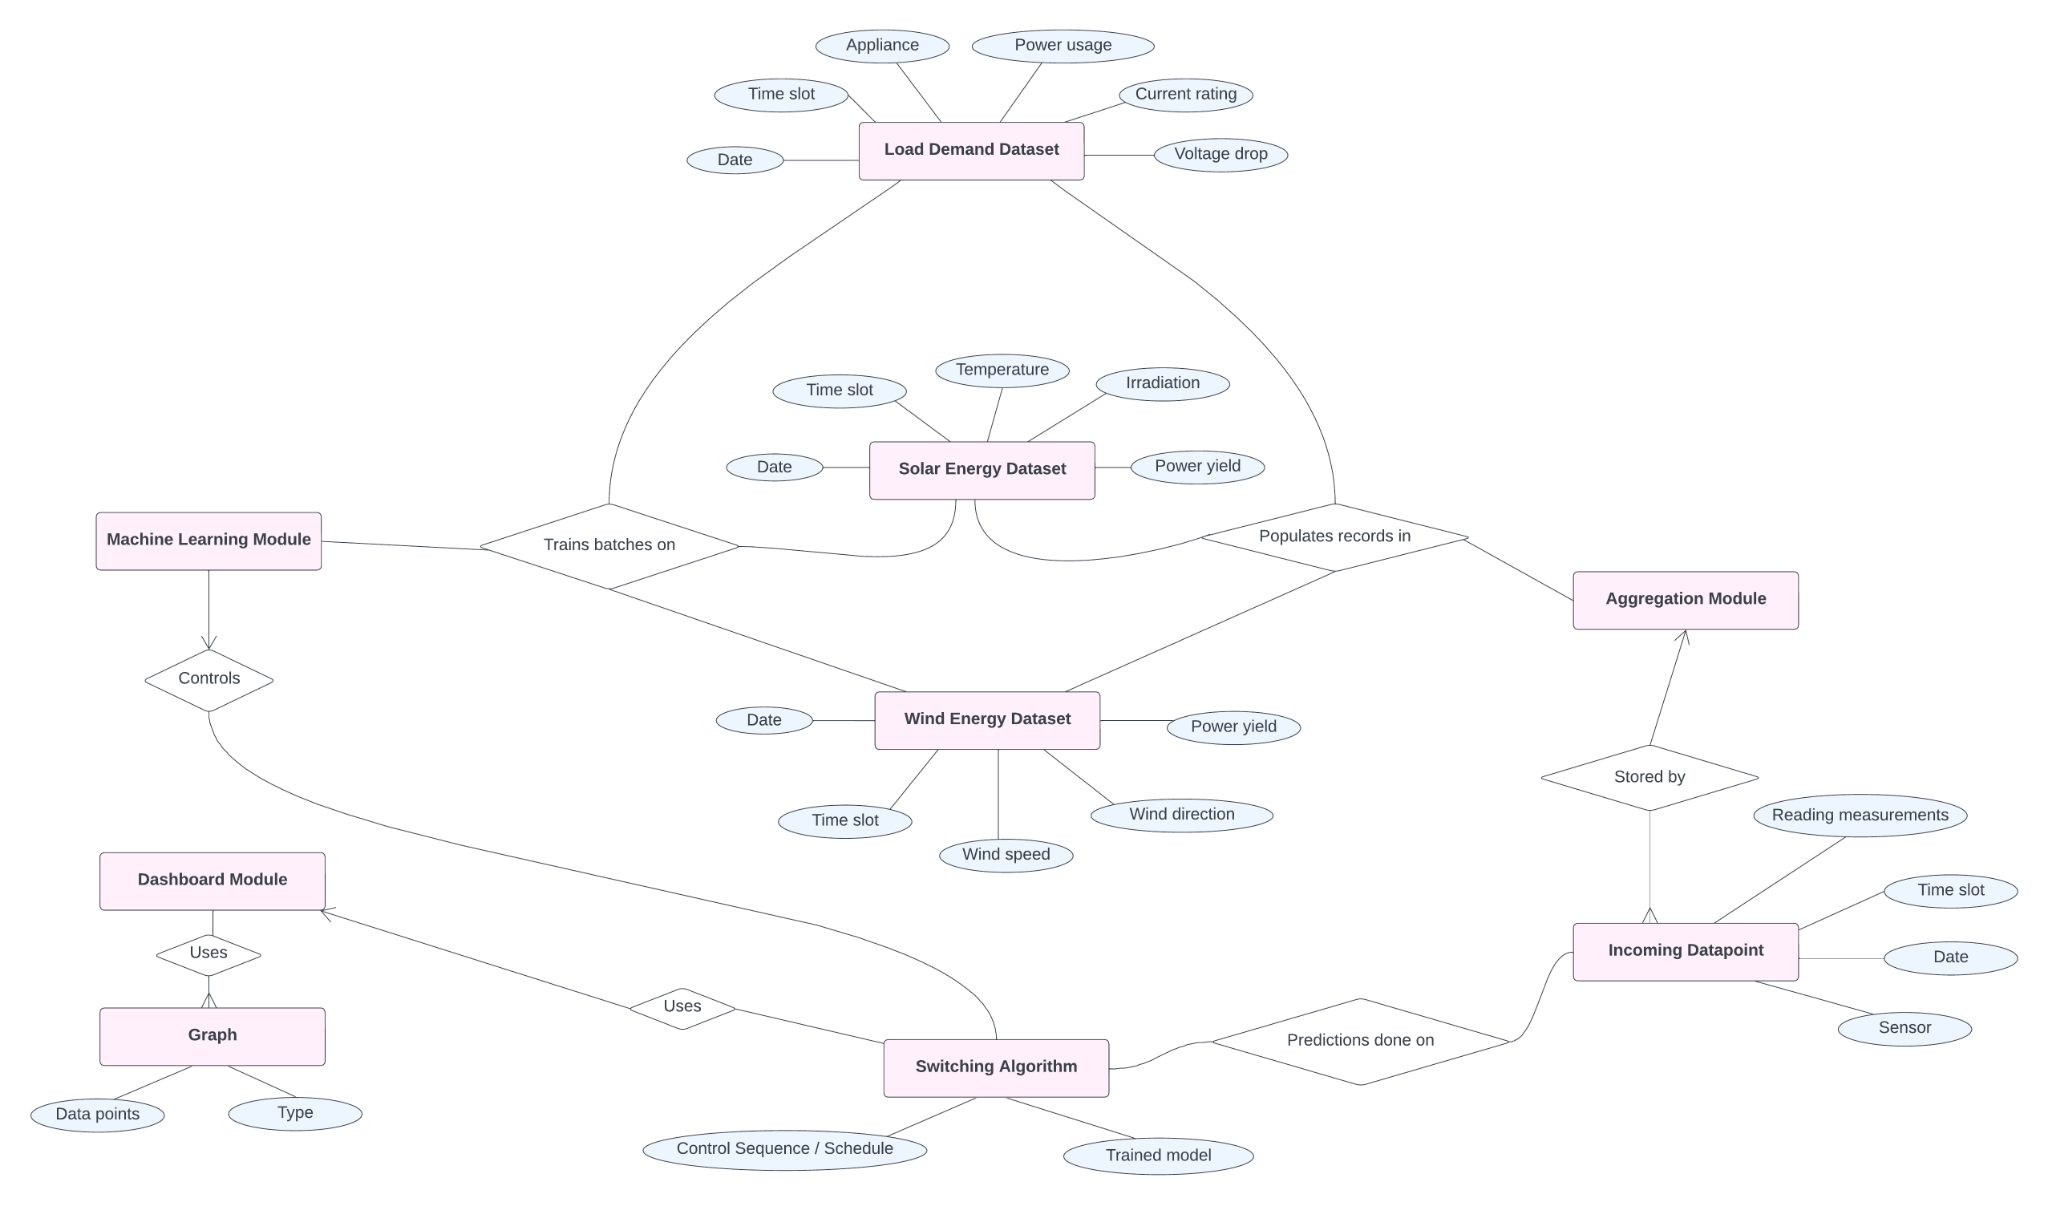 Appliance
Power usage
Time slot
Current rating
Load Demand Dataset
Date
Voltage drop
Time slot
Temperature
Irradiation
Date
Solar Energy Dataset
Power yield
Machine Learning Module
Trains batches on
Populates records in
Aggregation Module
Controls
Date
Wind Energy Dataset
Power yield
Time slot
Wind speed
Wind direction
Stored by
Reading measurements
Dashboard Module
Time slot
Uses
Incoming Datapoint
Date
Uses
Graph
Sensor
Predictions done on
Switching Algorithm
Data points
Type
Control Sequence / Schedule
Trained model